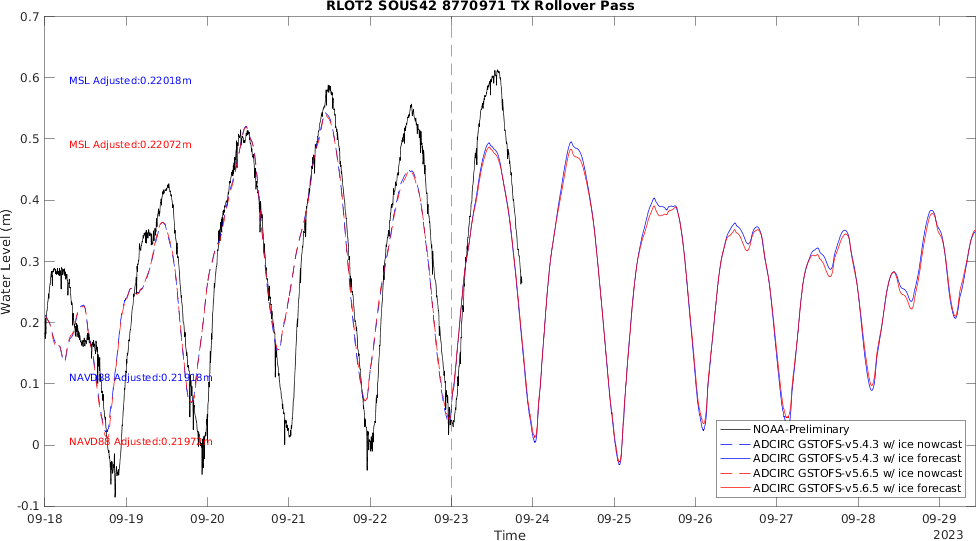 RLOT2 SOUS42 8770971 TX Rollover Pass
0.7
0.6
0.5
0.4
0.3
0.2
0.1
0
-0.1
Water Level (m)
MSL Adjusted:0.22018m
MSL Adjusted:0.22072m
NAVD88 Adjusted:0.21918m
NAVD88 Adjusted:0.21972m
NOAA-Preliminary
ADCIRC GSTOFS-v5.4.3 w/ ice nowcast
ADCIRC GSTOFS-v5.4.3 w/ ice forecast
ADCIRC GSTOFS-v5.6.5 w/ ice nowcast
ADCIRC GSTOFS-v5.6.5 w/ ice forecast
09-18 09-19 09-20 09-21 09-22 09-23 09-24 09-25 09-26 09-27 09-28 09-29
Time
2023